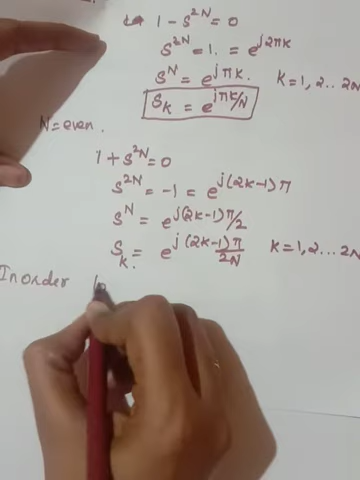 1 - s^{2N} = 0
s^{2N} = 1. = e^{j2πk}
s^N = e^{jπk}. k = 1, 2... 2N
s_k = e^{jπk/N}
N = even.
1 + s^{2N} = 0
s^{2N} = -1 = e^{j(2k-1)π}
s^N = e^{j(2k-1)π/2}
s_k. = e^{j(2k-1)π/2N} k = 1, 2... 2N
In order